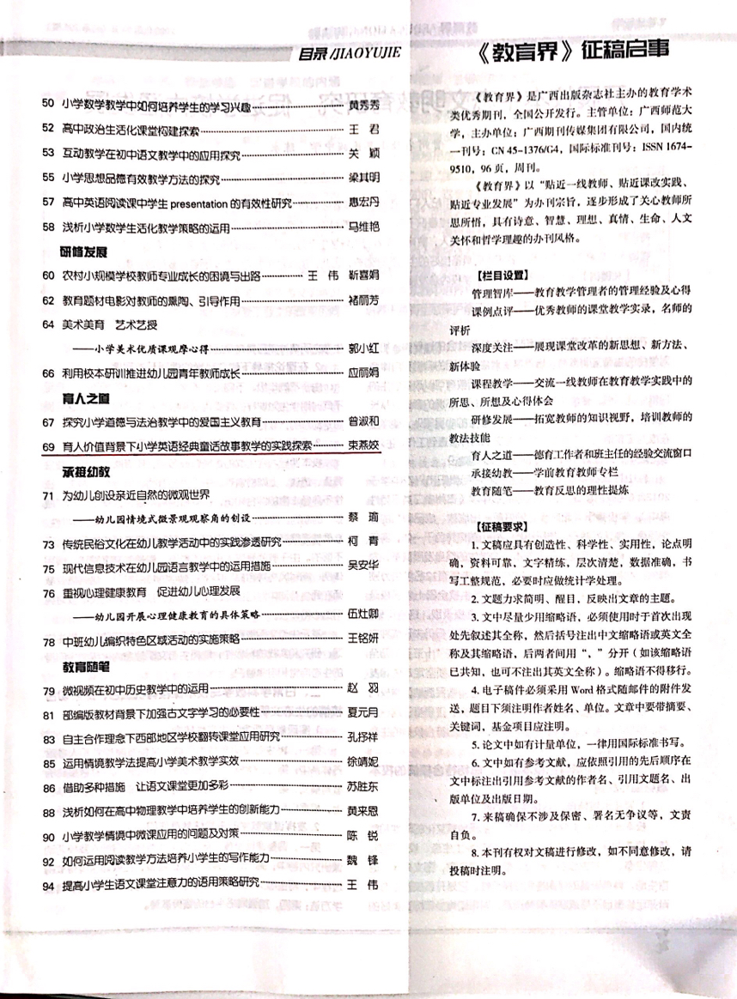 目录/JIAOYUJIE
50 小学数学教学中如何培养学生的学习兴趣 黄秀秀
52 高中政治生活化课堂构建探索 王 君
53 互动教学在初中语文教学中的应用探究 关 颖
55 小学思想品德有效教学方法的探究 梁其明
57 高中英语阅读课中学生 presentation 的有效性研究 惠宏丹
58 浅析小学数学生活化教学策略的运用 马维艳
研修发展
60 农村小规模学校教师专业成长的困境与出路 王 伟 靳喜娟
62 教育题材电影对教师的熏陶、引导作用 褚丽芳
64 美术美育 艺术艺授
——小学美术优质课观摩心得 郭小红
66 利用校本研训推进幼儿园青年教师成长 应丽娟
育人之道
67 探究小学道德与法治教学中的爱国主义教育 曾淑和
69 育人价值背景下小学英语经典童话故事教学的实践探索 束燕姣
承接幼教
71 为幼儿创设亲近自然的微观世界
——幼儿园情境式微景观观察角的创设 蔡 瑜
73 传统民俗文化在幼儿教学活动中的实践渗透研究 柯 青
75 现代信息技术在幼儿园语言教学中的运用措施 吴安华
76 重视心理健康教育 促进幼儿心理发展
——幼儿园开展心理健康教育的具体策略 伍灶卿
78 中班幼儿编织特色区域活动的实施策略 王铭妍
教育随笔
79 微视频在初中历史教学中的运用 赵 羽
81 部编版教材背景下加强古文字学习的必要性 夏元月
83 自主合作理念下西部地区学校翻转课堂应用研究 孔抒祥
85 运用情境教学法提高小学美术教学实效 徐婧妮
86 借助多种措施 让语文课堂更加多彩 苏胜东
88 浅析如何在高中物理教学中培养学生的创新能力 黄来恩
90 小学教学情境中微课应用的问题及对策 陈 锐
92 如何运用阅读教学方法培养小学生的写作能力 魏 锋
94 提高小学生语文课堂注意力的语用策略研究 王 伟
《教育界》征稿启事
《教育界》是广西出版杂志社主办的教育学术
类优秀期刊，全国公开发行。主管单位：广西师范大
学，主办单位：广西期刊传媒集团有限公司，国内统
一刊号：CN 45-1376/G4，国际标准刊号：ISSN 1674-
9510，96 页，周刊。
《教育界》以“贴近一线教师、贴近课改实践、
贴近专业发展”为办刊宗旨，逐步形成了关心教师所
思所悟，具有诗意、智慧、理想、真情、生命、人文
关怀和哲学理趣的办刊风格。
【栏目设置】
管理智库——教育教学管理者的管理经验及心得
课例点评——优秀教师的课堂教学实录，名师的
评析
深度关注——展现课堂改革的新思想、新方法、
新体验
课程教学——交流一线教师在教育教学实践中的
所思、所想及心得体会
研修发展——拓宽教师的知识视野，培训教师的
教法技能
育人之道——德育工作者和班主任的经验交流窗口
承接幼教——学前教育教师专栏
教育随笔——教育反思的理性提炼
【征稿要求】
1. 文稿应具有创造性、科学性、实用性，论点明
确，资料可靠，文字精练，层次清楚，数据准确，书
写工整规范，必要时应做统计学处理。
2. 文题力求简明、醒目，反映出文章的主题。
3. 文中尽量少用缩略语，必须使用时于首次出现
处先叙述其全称，然后括号注出中文缩略语或英文全
称及其缩略语，后两者间用“，”分开（如该缩略语
已共知，也可不注出其英文全称）。缩略语不得移行。
4. 电子稿件必须采用 Word 格式随邮件的附件发
送，题目下须注明作者姓名、单位。文章中要带摘要、
关键词，基金项目应注明。
5. 论文中如有计量单位，一律用国际标准书写。
6. 文中如有参考文献，应依照引用的先后顺序在
文中标注出引用参考文献的作者名、引用文题名、出
版单位及出版日期。
7. 来稿确保不涉及保密、署名无争议等，文责
自负。
8. 本刊有权对文稿进行修改，如不同意修改，请
投稿时注明。